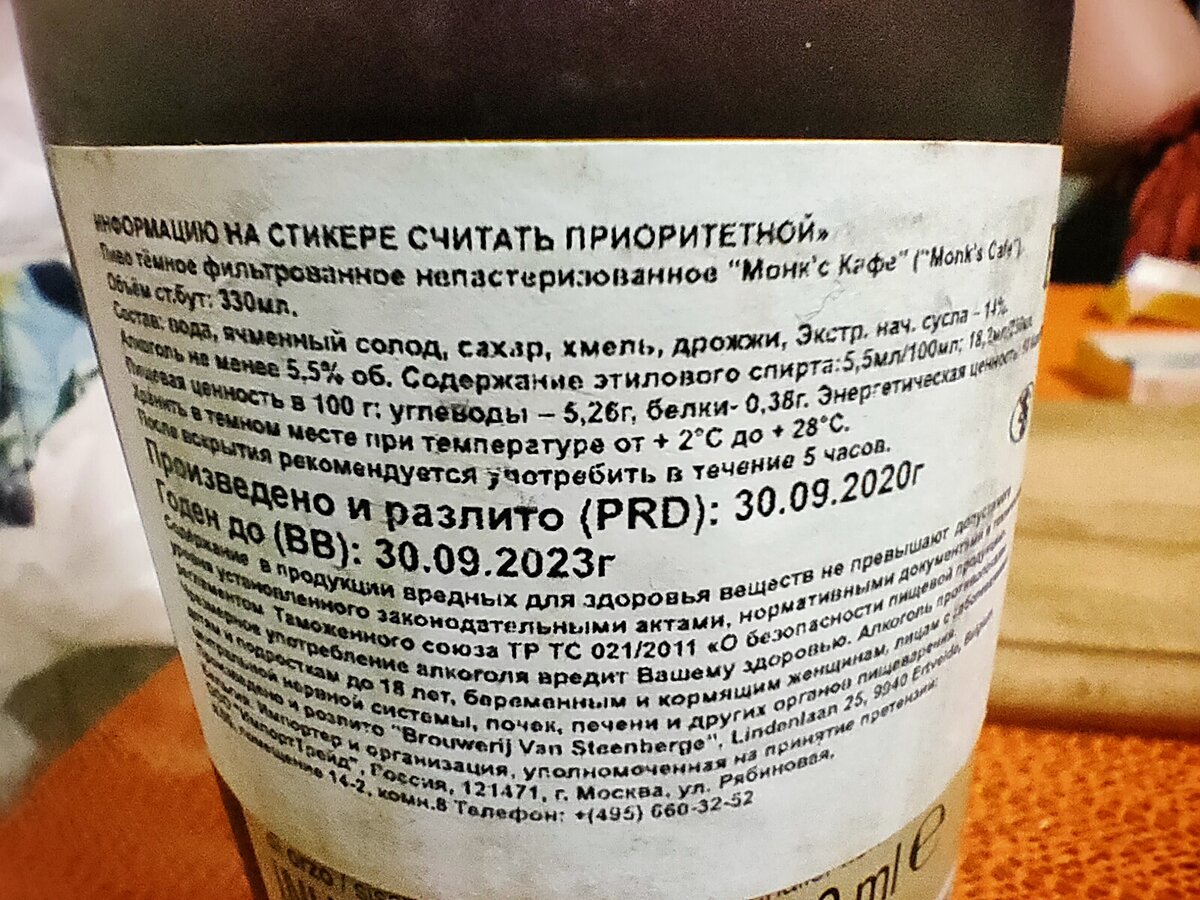 ИНФОРМАЦИЮ НА СТИКЕРЕ СЧИТАТЬ ПРИОРИТЕТНОЙ»
Пиво тёмное фильтрованное непастеризованное "Монк'с Кафе" ("Monk's Cafe").
Объём ст.бут: 330мл.
Состав: вода, ячменный солод, сахар, хмель, дрожжи, Экстр. нач. сусла - 14%
Алкоголь не менее 5,5% об. Содержание этилового спирта:5,5мл/100мл; 18,2мл/
Пищевая ценность в 100 г: углеводы – 5,26г, белки- 0,38г. Энергетическая ценность:
Хранить в темном месте при температуре от + 2°С до + 28°С.
После вскрытия рекомендуется употребить в течение 5 часов.
Произведено и разлито (PRD): 30.09.2020г
Годен до (BB): 30.09.2023г
Содержание в продукции вредных для здоровья веществ не превышают допустимого
уровня установленного законодательными актами, нормативными документами и
регламентом Таможенного союза ТР ТС 021/2011 «О безопасности пищевой продукции
Чрезмерное употребление алкоголя вредит Вашему здоровью. Алкоголь противопоказан
детям и подросткам до 18 лет, беременным и кормящим женщинам, лицам с заболеваниями
центральной нервной системы, почек, печени и других органов пищеварения.
Произведено и розлито "Brouwerij Van Steenberge", Lindenlaan 25, 9940 Ertvelde, Belgium
Бельгия. Импортер и организация, уполномоченная на принятие претензий:
ООО "ИмпортТрейд", Россия, 121471, г. Москва, ул. Рябиновая,
помещение 14-2, комн.8 Телефон: +(495) 660-32-52
orzo /
ml e